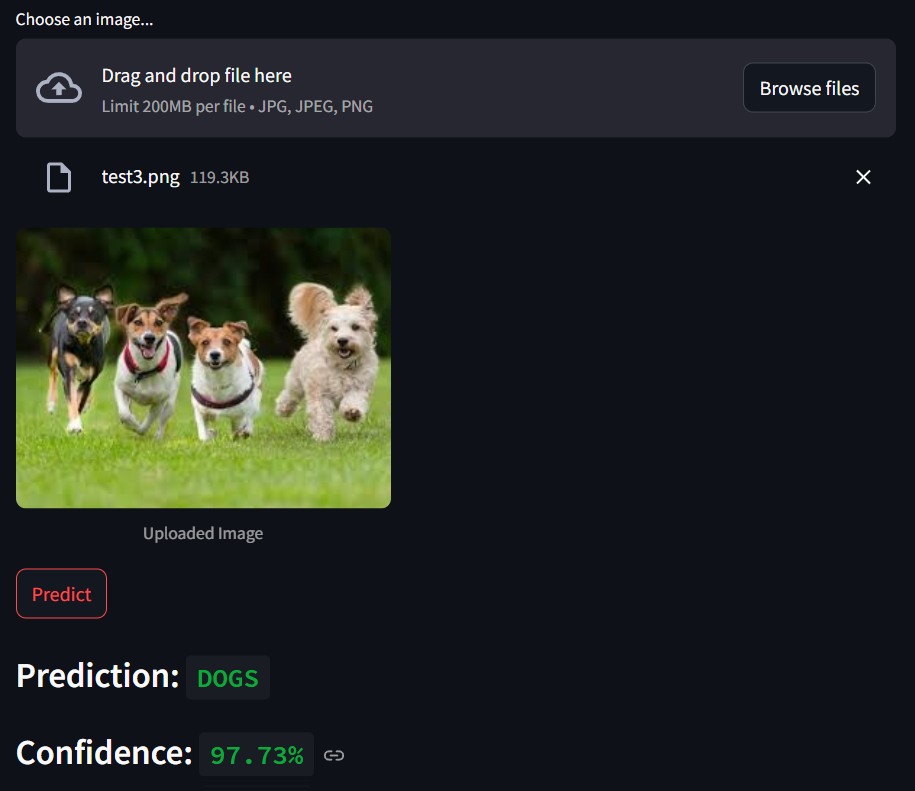 Choose an image...
Drag and drop file here
Limit 200MB per file • JPG, JPEG, PNG
Browse files
test3.png 119.3KB
Uploaded Image
Predict
Prediction: DOGS
Confidence: 97.73%